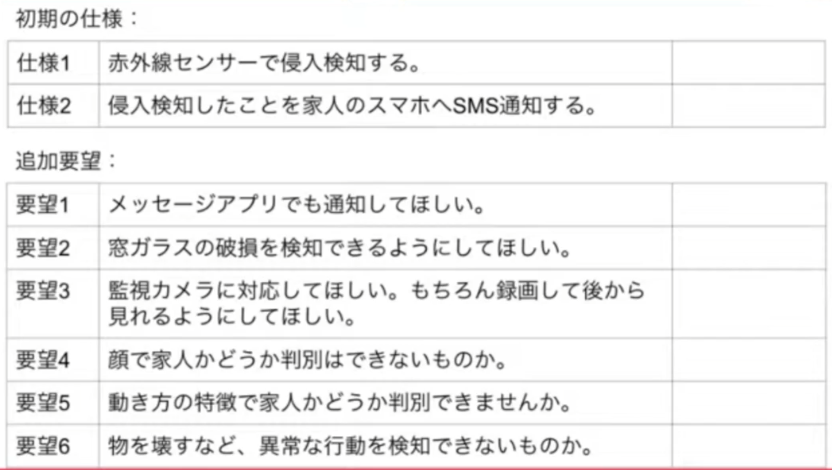 初期の仕様：
仕様1 赤外線センサーで侵入検知する。
仕様2 侵入検知したことを家人のスマホへSMS通知する。
追加要望：
要望1 メッセージアプリでも通知してほしい。
要望2 窓ガラスの破損を検知できるようにしてほしい。
要望3 監視カメラに対応してほしい。もちろん録画して後から
見れるようにしてほしい。
要望4 顔で家人かどうか判別はできないものか。
要望5 動き方の特徴で家人かどうか判別できませんか。
要望6 物を壊すなど、異常な行動を検知できないものか。